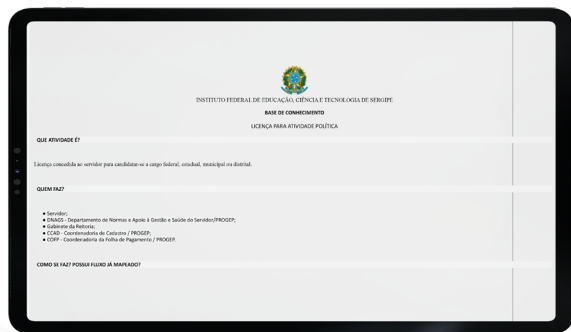 INSTITUTO FEDERAL DE EDUCAÇÃO, CIÊNCIA E TECNOLOGIA DE SERGIPE
BASE DE CONHECIMENTO
LICENÇA PARA ATIVIDADE POLÍTICA
QUE ATIVIDADE É?
Licença concedida ao servidor para candidatar-se a cargo federal, estadual, municipal ou distrital.
QUEM FAZ?
● Servidor;
● DNAGS - Departamento de Normas e Apoio à Gestão e Saúde do Servidor/PROGEP;
● Gabinete da Reitoria;
● CCAD - Coordenadoria de Cadastro / PROGEP;
● COFP - Coordenadoria da Folha de Pagamento / PROGEP.
COMO SE FAZ? POSSUI FLUXO JÁ MAPEADO?